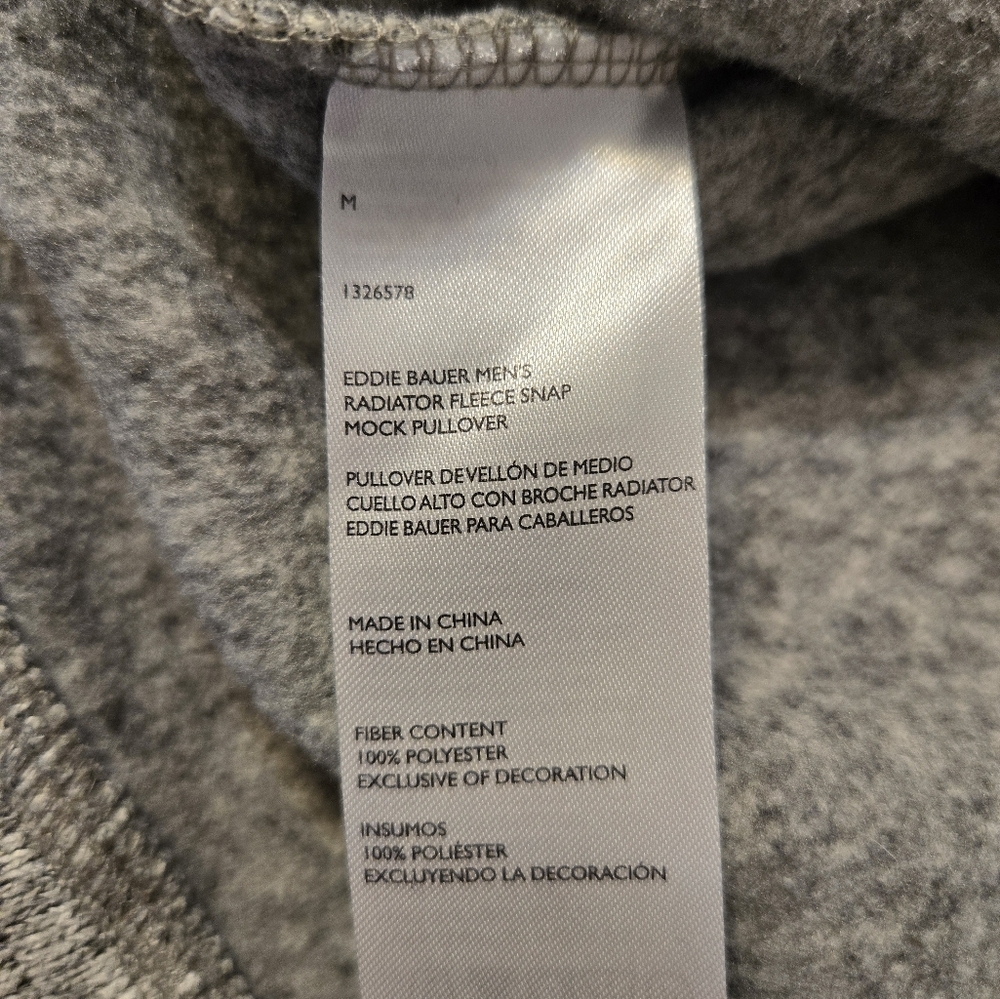 M
1326578
EDDIE BAUER MEN'S
RADIATOR FLEECE SNAP
MOCK PULLOVER
PULLOVER DE VELLÓN DE MEDIO
CUELLO ALTO CON BROCHE RADIATOR
EDDIE BAUER PARA CABALLEROS
MADE IN CHINA
HECHO EN CHINA
FIBER CONTENT
100% POLYESTER
EXCLUSIVE OF DECORATION
INSUMOS
100% POLIÉSTER
EXCLUYENDO LA DECORACIÓN